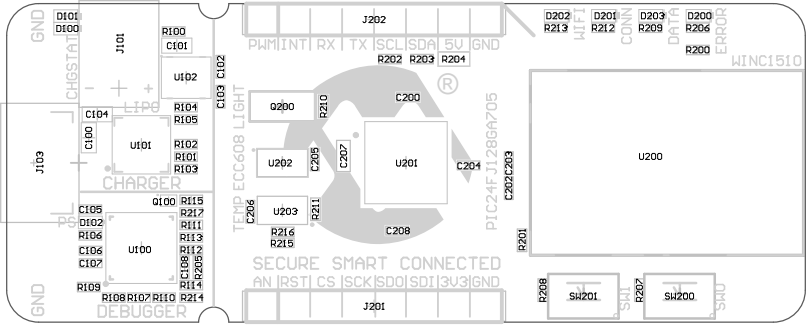 GND
D101
D100
CHGSTAT
J101
LIPO
R100
C101
U102
C102
C103
J202
PWM INT RX TX SCL SDA 5V GND
R202 R203 R204
D202 D201 D203 D200
R213 R212 R209 R206
WIFI
CONN
DATA
ERROR
R200
WINC1510
®
C104
C100
U101
R104
R105
R102
R101
R103
CHARGER
J103
LIGHT
Q200
R210
C200
ECC608
U202
C205
C207
U201
C204
C202 C203
PIC24FJ128GA705
U200
TEMP
C206
U203
R211
R216
R215
C208
R201
Q100
R115
R217
R111
R113
R112
C108
R205
R114
R214
C105
D102
R106
C106
C107
U100
R109
R108 R107 R110
DEBUGGER
GND
SECURE SMART CONNECTED
AN RST CS SCK SDO SDI 3V3 GND
J201
R208
SW201
SW1
R207
SW200
SW0